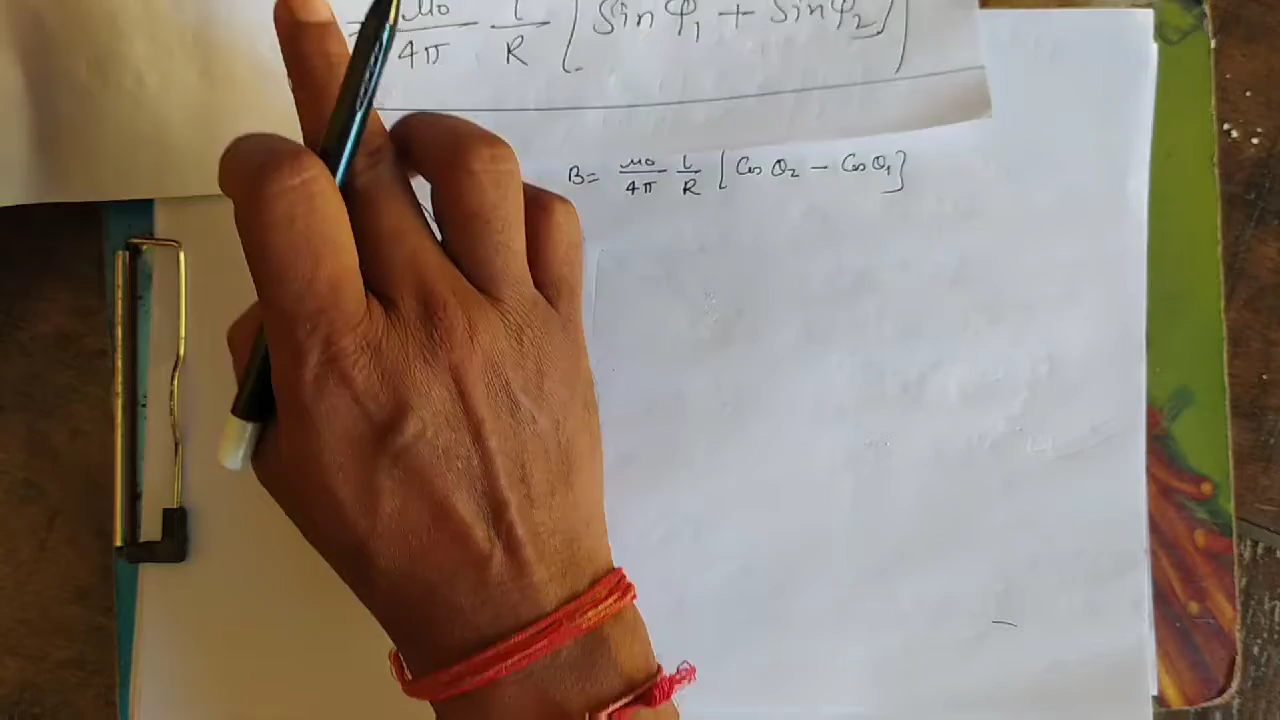 = μ0/4π i/R [Sin φ1 + Sin φ2]
B = μ0/4π i/R [Cos θ2 - Cos θ1]